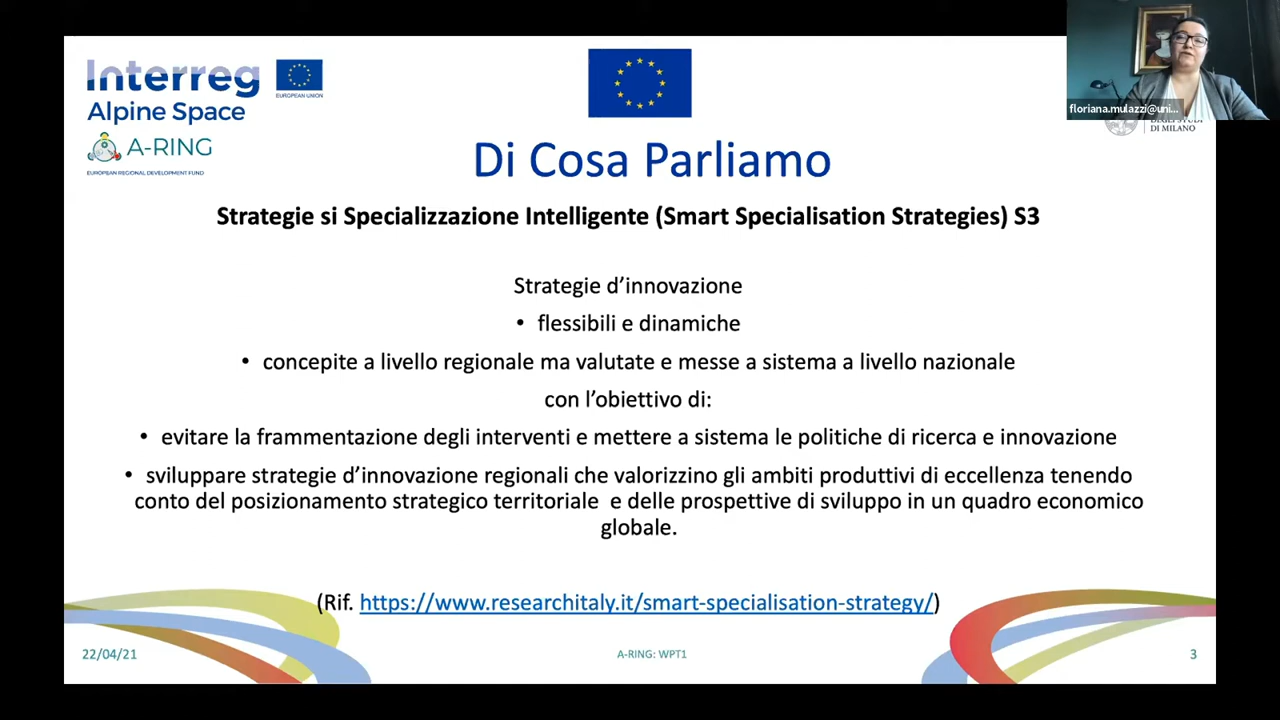 Interreg
EUROPEAN UNION
Alpine Space
A-RING
EUROPEAN REGIONAL DEVELOPMENT FUND
floriana.mulazzi@uni...
DI MILANO
Di Cosa Parliamo
Strategie si Specializzazione Intelligente (Smart Specialisation Strategies) S3
Strategie d’innovazione
• flessibili e dinamiche
• concepite a livello regionale ma valutate e messe a sistema a livello nazionale
con l’obiettivo di:
• evitare la frammentazione degli interventi e mettere a sistema le politiche di ricerca e innovazione
• sviluppare strategie d’innovazione regionali che valorizzino gli ambiti produttivi di eccellenza tenendo
conto del posizionamento strategico territoriale e delle prospettive di sviluppo in un quadro economico
globale.
(Rif. https://www.researchitaly.it/smart-specialisation-strategy/)
22/04/21
A-RING: WPT1
3